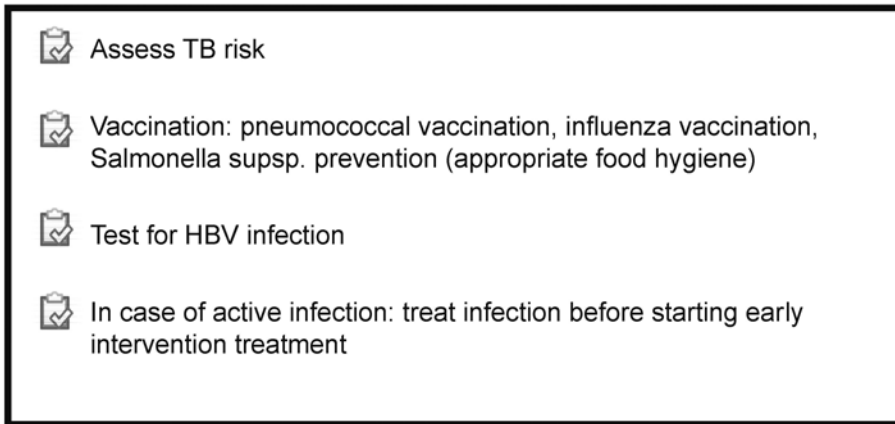 Assess TB risk
Vaccination: pneumococcal vaccination, influenza vaccination,
Salmonella supsp. prevention (appropriate food hygiene)
Test for HBV infection
In case of active infection: treat infection before starting early
intervention treatment